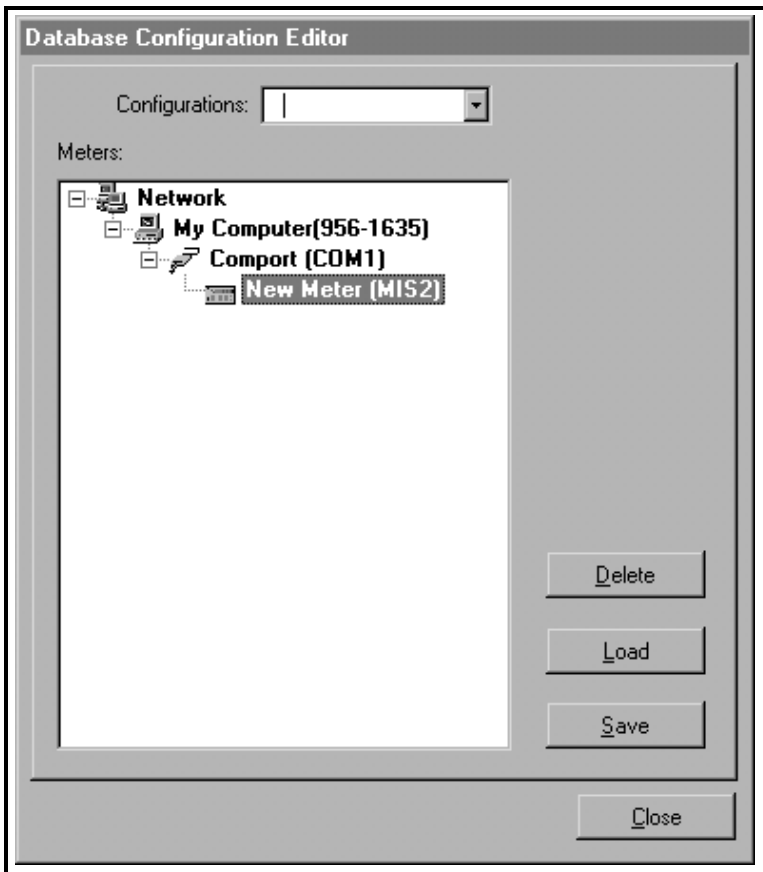 Database Configuration Editor
Configurations:
Meters:
Network
My Computer(956-1635)
Comport (COM1)
New Meter (MIS2)
Delete
Load
Save
Close